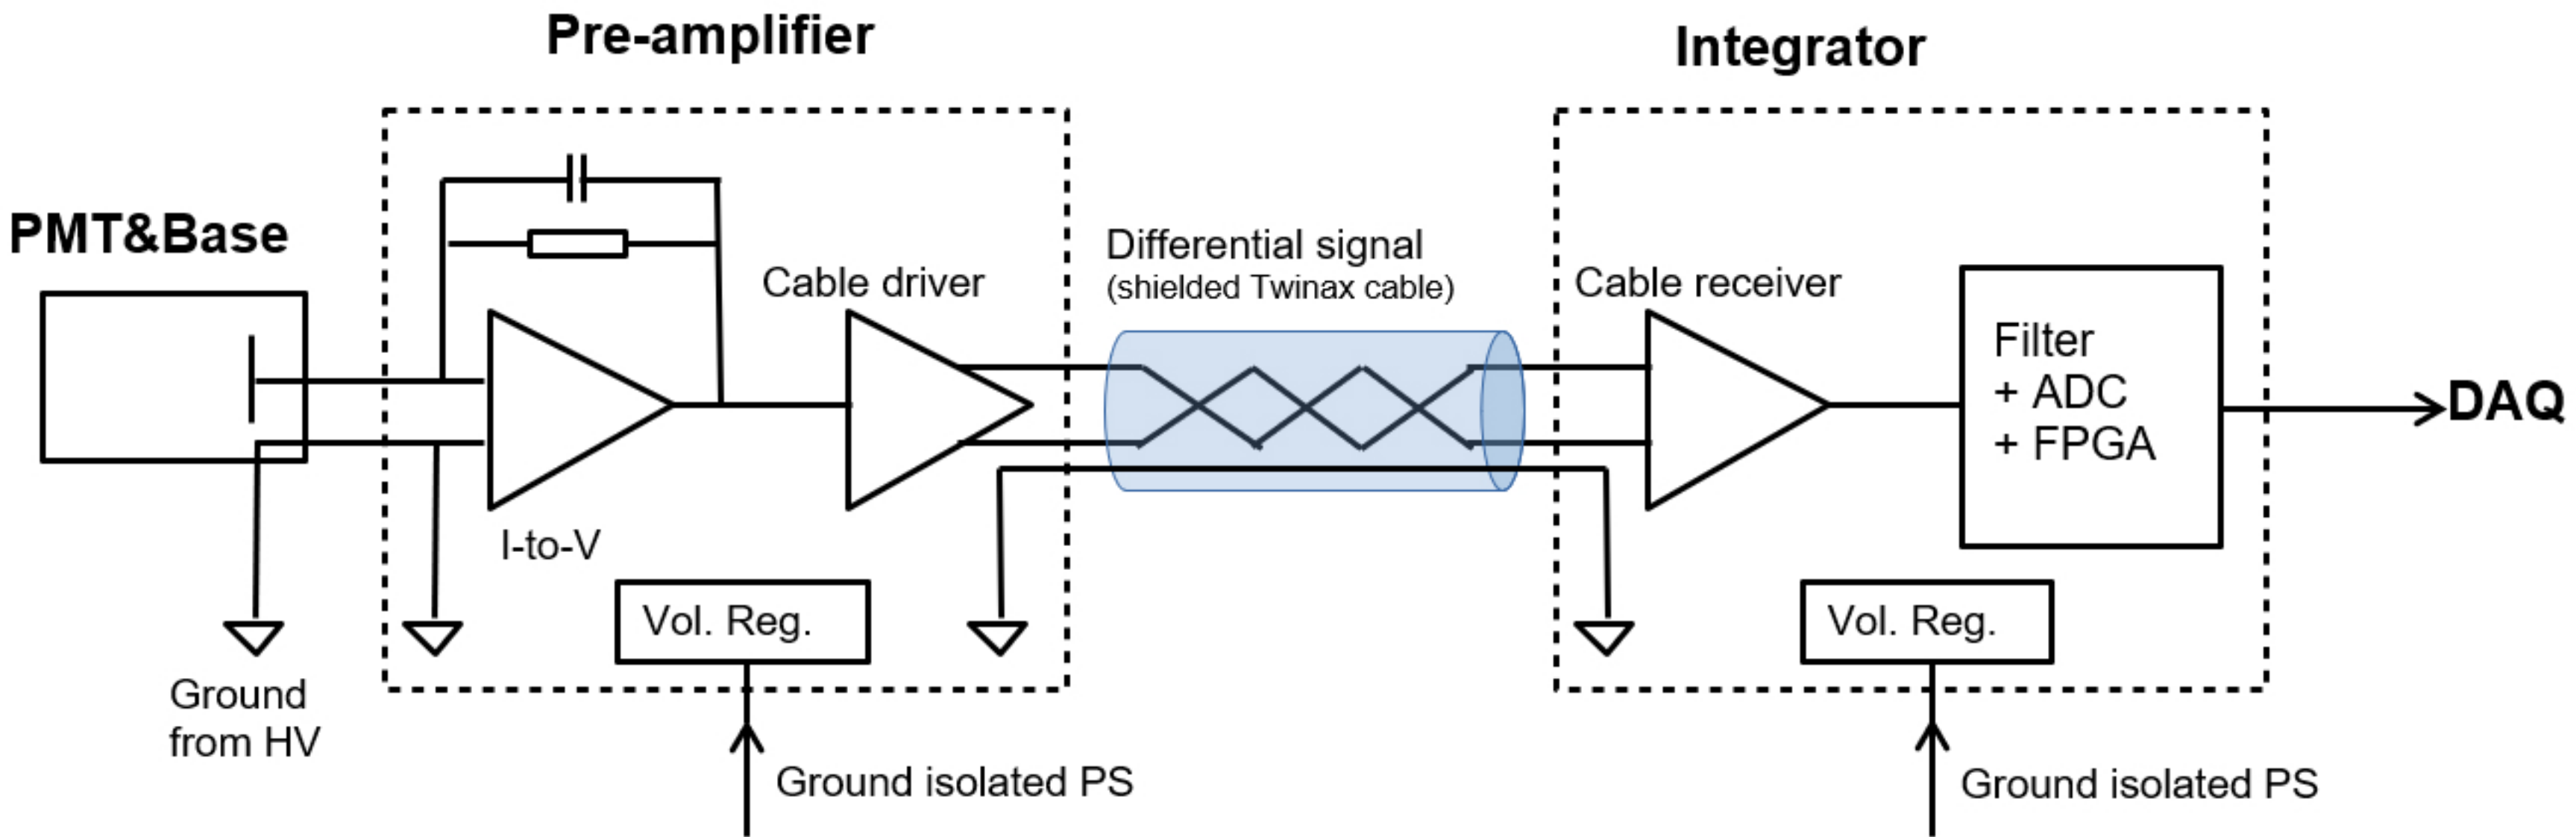 Pre-amplifier
Integrator
PMT&Base
Differential signal
(shielded Twinax cable)
Cable driver
Cable receiver
Filter
+ ADC
+ FPGA
DAQ
I-to-V
Vol. Reg.
Vol. Reg.
Ground
from HV
Ground isolated PS
Ground isolated PS